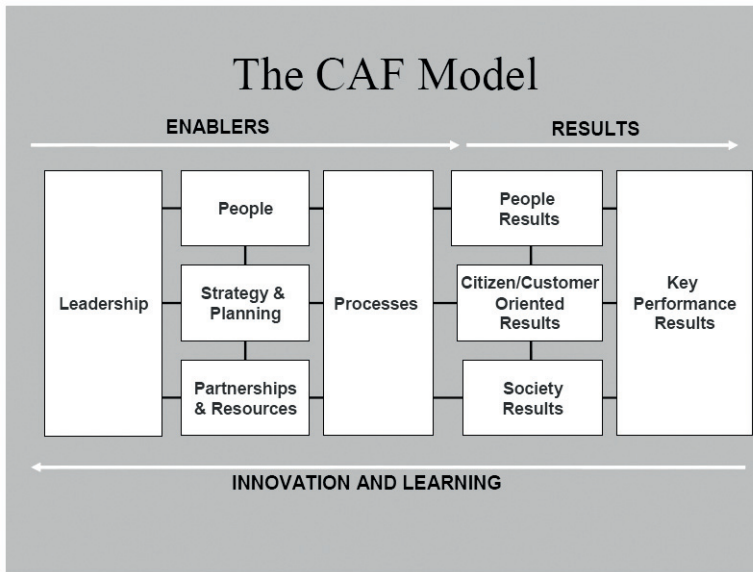 The CAF Model
ENABLERS
RESULTS
Leadership
People
Strategy &
Planning
Partnerships
& Resources
Processes
People
Results
Citizen/Customer
Oriented
Results
Society
Results
Key
Performance
Results
INNOVATION AND LEARNING